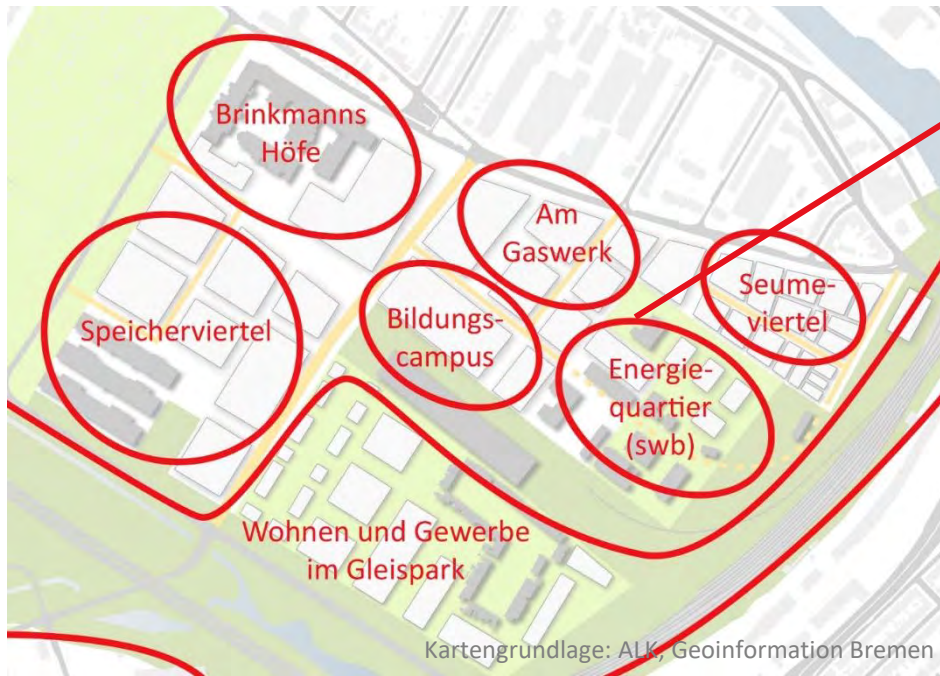 Brinkmanns
Höfe
Am
Gaswerk
Seume-
viertel
Speicherviertel
Bildungs-
campus
Energie-
quartier
(swb)
Wohnen und Gewerbe
im Gleispark
Kartengrundlage: ALK, Geoinformation Bremen